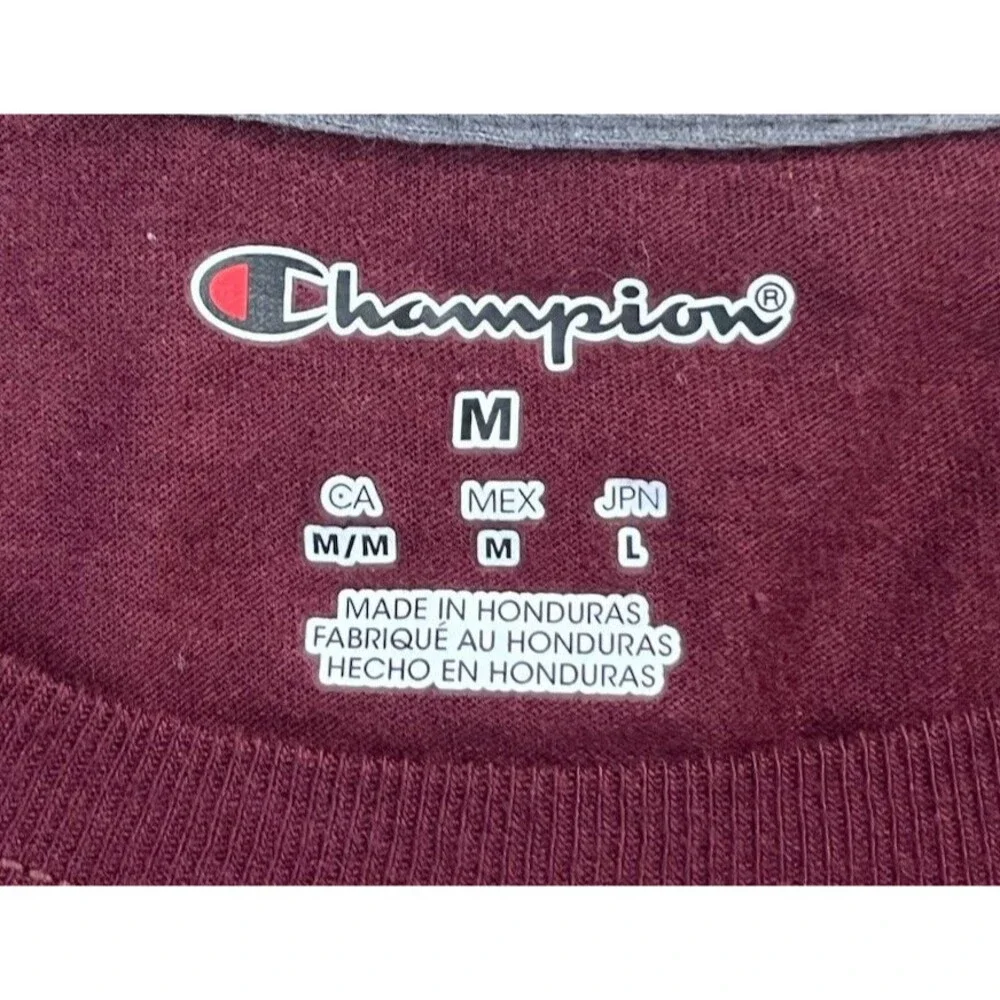 Champion®
M
CA MEX JPN
M/M M L
MADE IN HONDURAS
FABRIQUÉ AU HONDURAS
HECHO EN HONDURAS